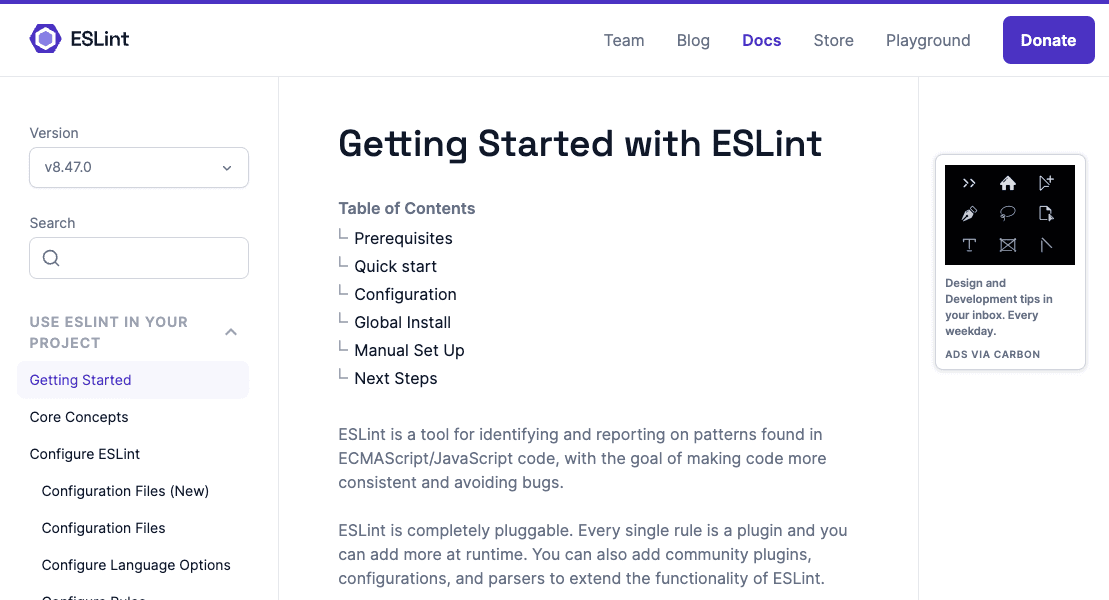 ESLint
Team
Blog
Docs
Store
Playground
Donate
Version
v8.47.0
Search
USE ESLINT IN YOUR
PROJECT
Getting Started
Core Concepts
Configure ESLint
Configuration Files (New)
Configuration Files
Configure Language Options
Configure Rules
Getting Started with ESLint
Table of Contents
Prerequisites
Quick start
Configuration
Global Install
Manual Set Up
Next Steps
ESLint is a tool for identifying and reporting on patterns found in
ECMAScript/JavaScript code, with the goal of making code more
consistent and avoiding bugs.
ESLint is completely pluggable. Every single rule is a plugin and you
can add more at runtime. You can also add community plugins,
configurations, and parsers to extend the functionality of ESLint.
Design and
Development tips in
your inbox. Every
weekday.
ADS VIA CARBON